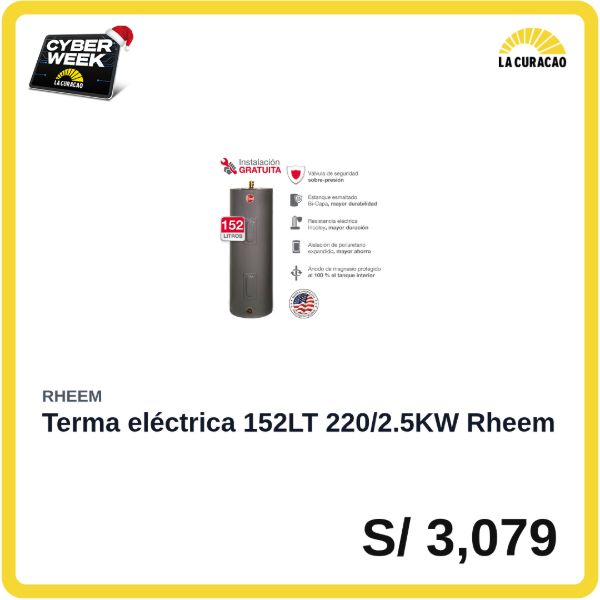 CYBER
WEEK
LA CURACAO
LA CURACAO
Instalación
GRATUITA
152
LITROS
Válvula de seguridad
sobre-presión
Estanque esmaltado
Bi-Capa, mayor durabilidad
Resistencia eléctrica
Incoloy, mayor duración
Aislación de poliuretano
expandido, mayor ahorro
Ánodo de magnesio protegido
al 100 % el tanque interior
RHEEM
Terma eléctrica 152LT 220/2.5KW Rheem
S/ 3,079